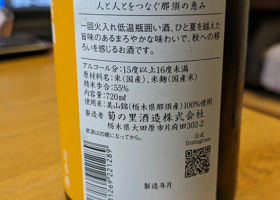 人と人とをつなぐ那須の恵み
一回火入れ低温瓶囲い酒、ひと夏を越えた
旨味のあるまろやかな味わいで、秋への移
ろいを感じるお酒です。
アルコール分：15度以上16度未満
原材料名：米(国産)、米麹(国産米)
精米歩合：55%
内容量：720㎖
使用米：美山錦(栃木県那須産)100%使用
製造者 菊の里酒造株式会社
栃木県大田原市片府田302-2
飲酒は20歳になってから。
公式
Instagram
製造年月